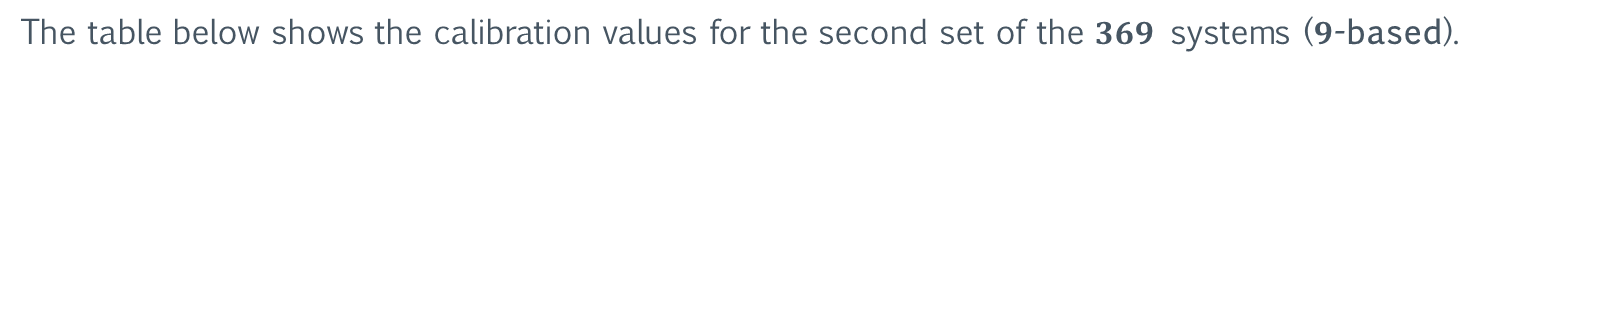 The table below shows the calibration values for the second set of the 369 systems (9-based).